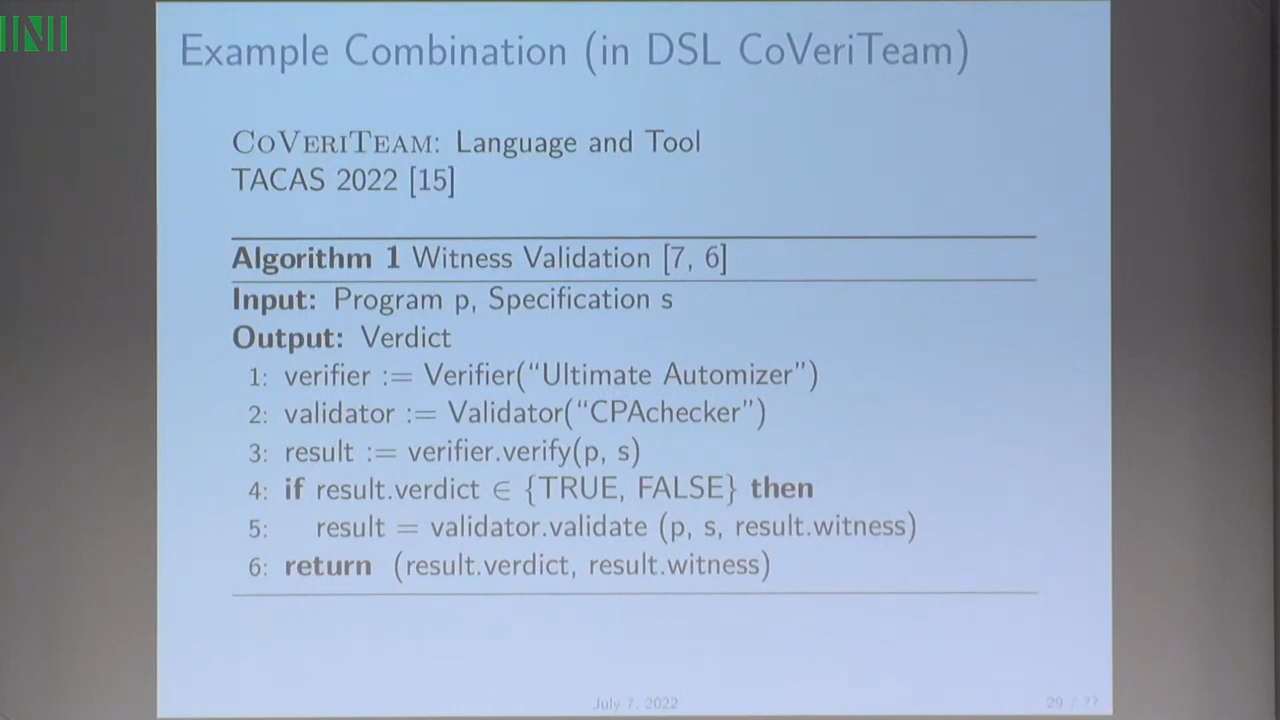 INI
Example Combination (in DSL CoVeriTeam)
COVERITEAM: Language and Tool
TACAS 2022 [15]
Algorithm 1 Witness Validation [7, 6]
Input: Program p, Specification s
Output: Verdict
1: verifier := Verifier(“Ultimate Automizer”)
2: validator := Validator(“CPAchecker”)
3: result := verifier.verify(p, s)
4: if result.verdict ∈ {TRUE, FALSE} then
5: result = validator.validate (p, s, result.witness)
6: return (result.verdict, result.witness)
July 7, 2022
29 / ??